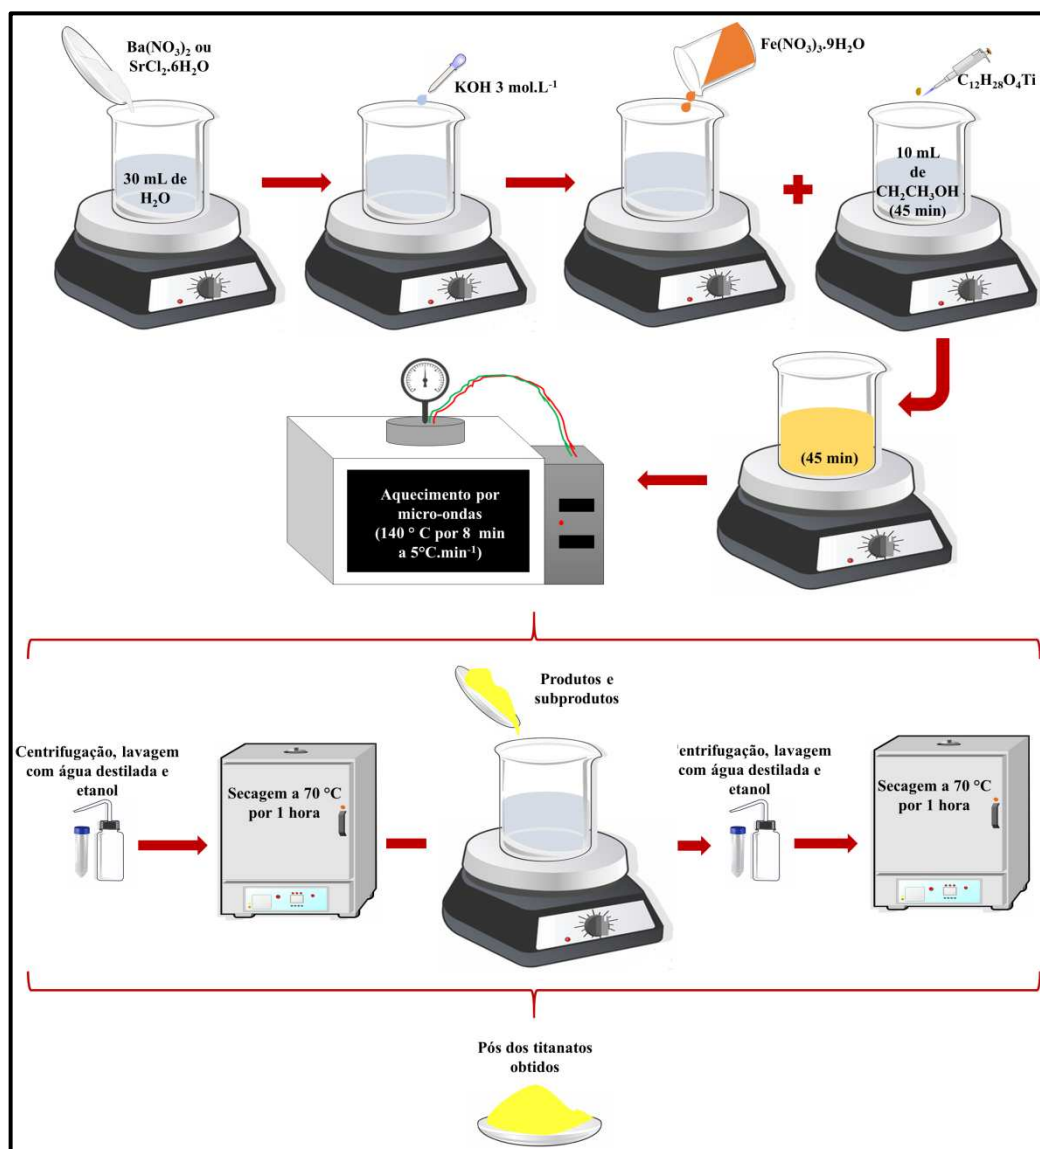 Ba(NO₃)₂ ou
SrCl₂.6H₂O
30 mL de
H₂O
KOH 3 mol.L⁻¹
Fe(NO₃)₃.9H₂O
C₁₂H₂₈O₄Ti
10 mL
de
CH₂CH₃OH
(45 min)
(45 min)
Aquecimento por
micro-ondas
(140 ° C por 8 min
a 5°C.min⁻¹)
Centrifugação, lavagem
com água destilada e
etanol
Secagem a 70 °C
por 1 hora
Produtos e
subprodutos
entrifugação, lavagem
com água destilada e
etanol
Secagem a 70 °C
por 1 hora
Pós dos titanatos
obtidos